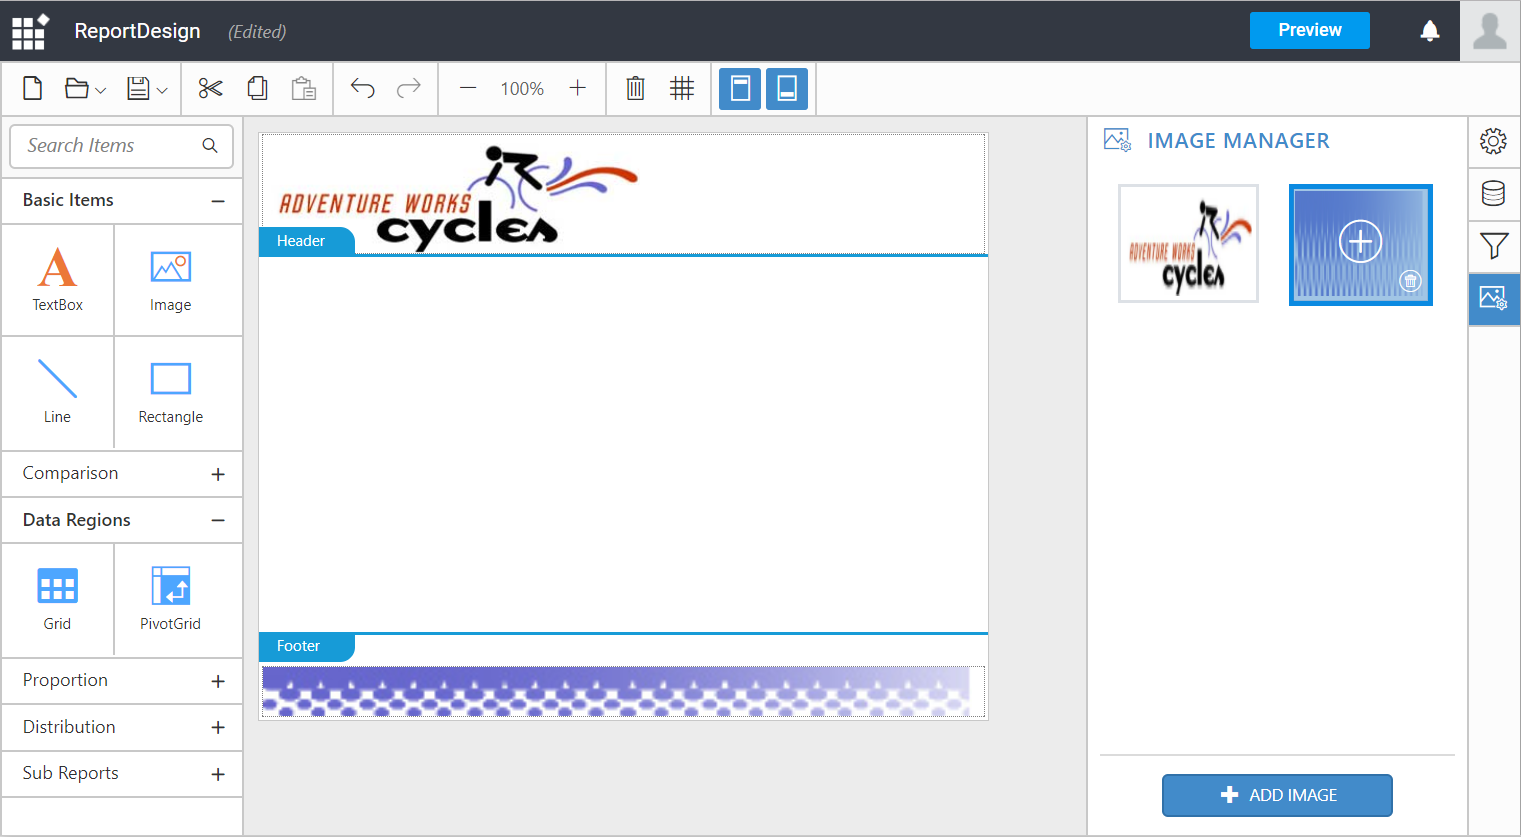 ReportDesign (Edited) Preview
100%
Search Items
Basic Items
TextBox Image
Line Rectangle
Comparison
Data Regions
Grid PivotGrid
Proportion
Distribution
Sub Reports
ADVENTURE WORKS
cycles
Header
Footer
IMAGE MANAGER
ADVENTURE WORKS
cycles
ADD IMAGE